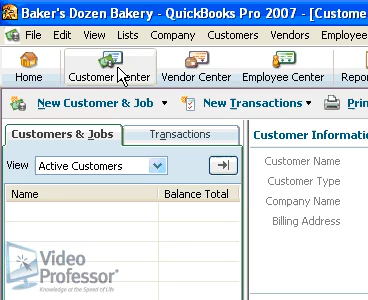 Baker's Dozen Bakery - QuickBooks Pro 2007 - [Custome
File Edit View Lists Company Customers Vendors Employee
Home Customer Center Vendor Center Employee Center Repor
New Customer & Job New Transactions Prin
Customers & Jobs Transactions Customer Informati
View Active Customers
Customer Name
Customer Type
Name Balance Total
Company Name
Billing Address
Video
Professor®
Knowledge at the Speed of Life